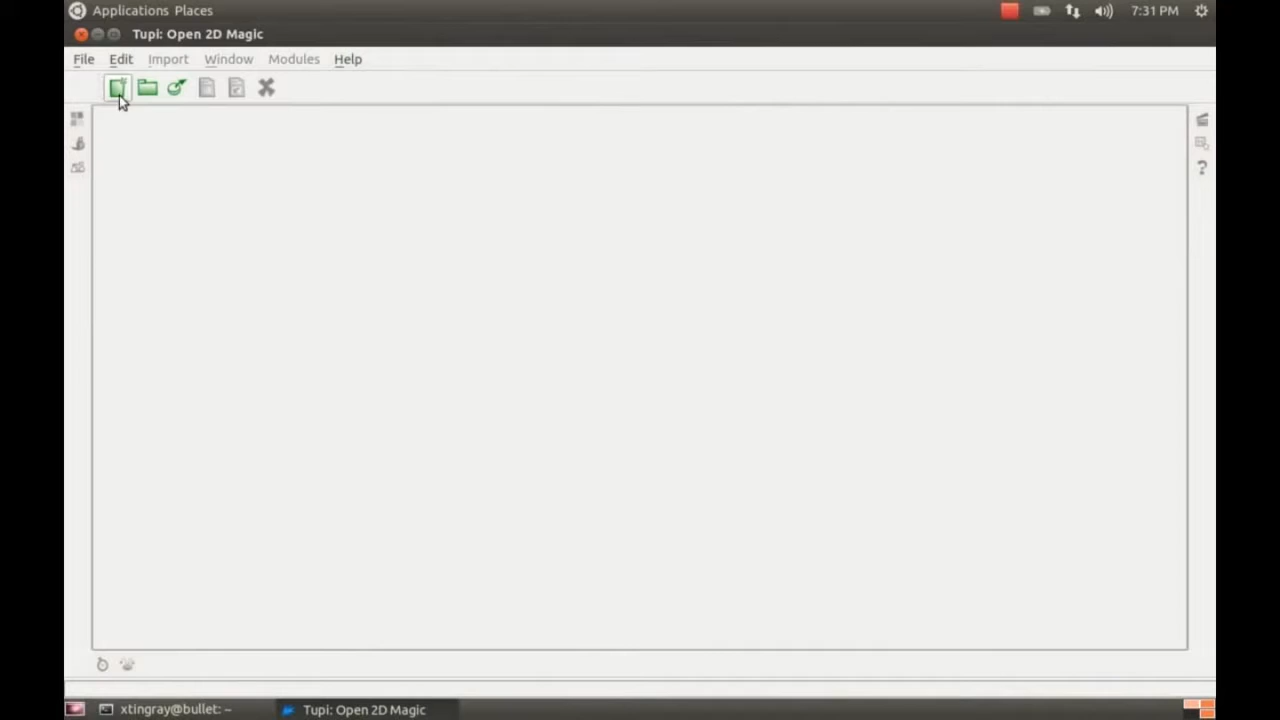 Applications Places
7:31 PM
Tupi: Open 2D Magic
File Edit Import Window Modules Help
?
xtingray@bullet: ~
Tupi: Open 2D Magic